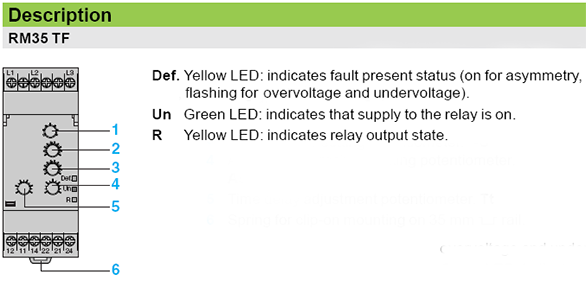 Description
RM35 TF
L1 L2 L3
Def. Yellow LED: indicates fault present status (on for asymmetry,
flashing for overvoltage and undervoltage).
Un Green LED: indicates that supply to the relay is on.
R Yellow LED: indicates relay output state.
1
2
3
Def.
4
Un
R
5
12 11 14 22 21 24
6